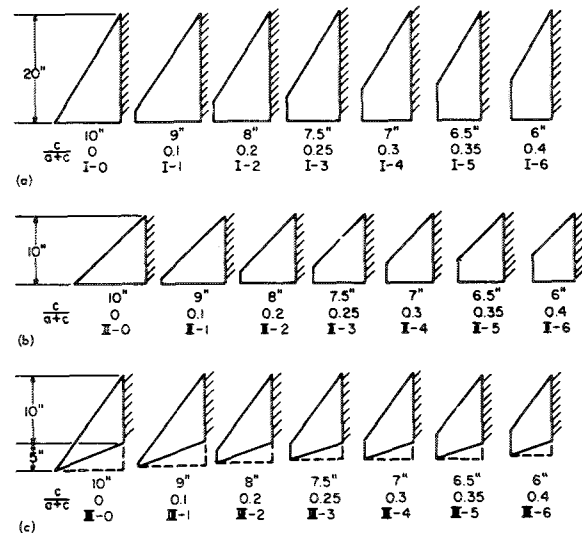 20"
10" 9" 8" 7.5" 7" 6.5" 6"
c/a+c 0 0.1 0.2 0.25 0.3 0.35 0.4
(a) I-0 I-1 I-2 I-3 I-4 I-5 I-6
10"
10" 9" 8" 7.5" 7" 6.5" 6"
c/a+c 0 0.1 0.2 0.25 0.3 0.35 0.4
(b) II-0 II-1 II-2 II-3 II-4 II-5 II-6
10"
5"
10" 9" 8" 7.5" 7" 6.5" 6"
c/a+c 0 0.1 0.2 0.25 0.3 0.35 0.4
(c) III-0 III-1 III-2 III-3 III-4 III-5 III-6